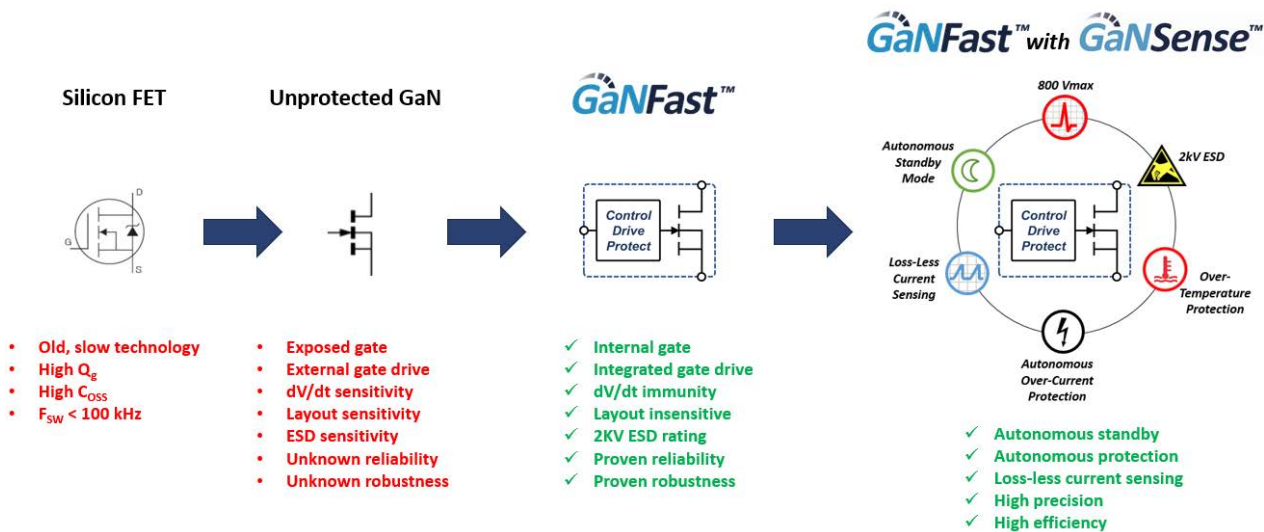 GaNFast™ with GaNSense™
Silicon FET
Unprotected GaN
GaNFast™
800 Vmax
Autonomous
Standby
Mode
2kV ESD
D
G
S
Control
Drive
Protect
Control
Drive
Protect
Loss-Less
Current
Sensing
Over-
Temperature
Protection
Autonomous
Over-Current
Protection
• Old, slow technology
• High Qg
• High COSS
• FSW < 100 kHz
• Exposed gate
• External gate drive
• dV/dt sensitivity
• Layout sensitivity
• ESD sensitivity
• Unknown reliability
• Unknown robustness
✓ Internal gate
✓ Integrated gate drive
✓ dV/dt immunity
✓ Layout insensitive
✓ 2KV ESD rating
✓ Proven reliability
✓ Proven robustness
✓ Autonomous standby
✓ Autonomous protection
✓ Loss-less current sensing
✓ High precision
✓ High efficiency